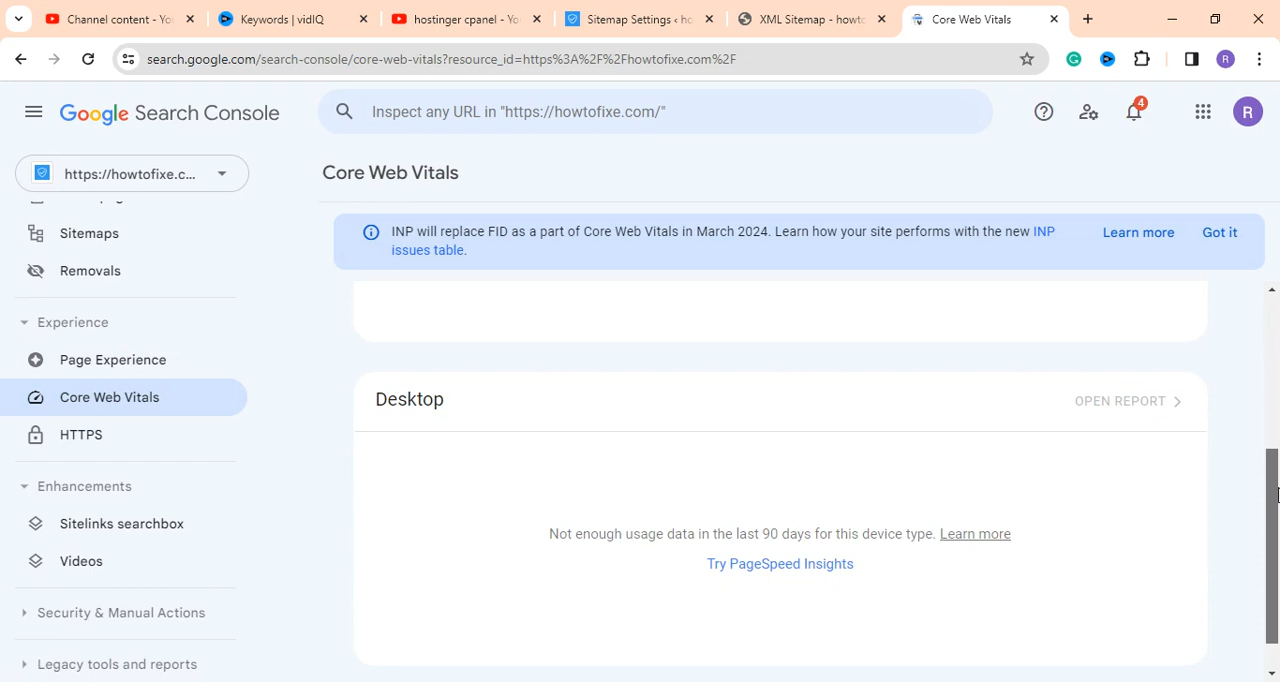 Channel content - Yo
Keywords | vidIQ
hostinger cpanel - Yo
Sitemap Settings ‹ ho
XML Sitemap - howto
Core Web Vitals
search.google.com/search-console/core-web-vitals?resource_id=https%3A%2F%2Fhowtofixe.com%2F
R
Google Search Console
Inspect any URL in "https://howtofixe.com/"
4
R
https://howtofixe.c...
Core Web Vitals
Sitemaps
Removals
Experience
Page Experience
Core Web Vitals
HTTPS
Enhancements
Sitelinks searchbox
Videos
Security & Manual Actions
Legacy tools and reports
INP will replace FID as a part of Core Web Vitals in March 2024. Learn how your site performs with the new INP
issues table.
Learn more
Got it
Desktop
OPEN REPORT
Not enough usage data in the last 90 days for this device type. Learn more
Try PageSpeed Insights